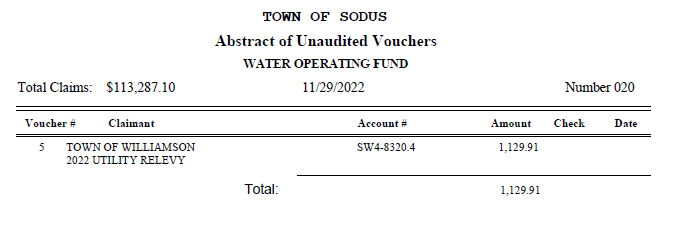 TOWN OF SODUS
Abstract of Unaudited Vouchers
WATER OPERATING FUND
Total Claims: $113,287.10 11/29/2022 Number 020
Voucher # Claimant Account # Amount Check Date
5 TOWN OF WILLIAMSON SW4-8320.4 1,129.91
2022 UTILITY RELEVY
Total: 1,129.91